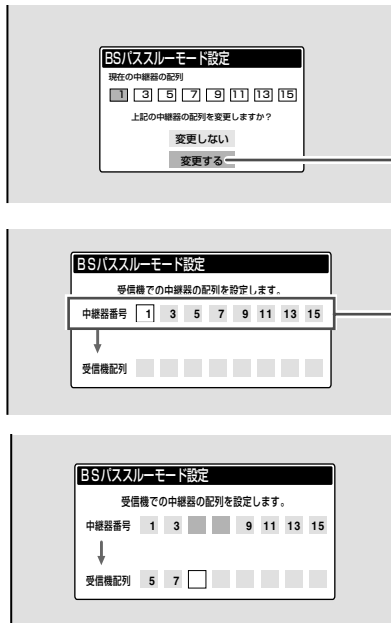 BSパススルーモード設定
現在の中継器の配列
1 3 5 7 9 11 13 15
上記の中継器の配列を変更しますか？
変更しない
変更する
BSパススルーモード設定
受信機での中継器の配列を設定します。
中継器番号 1 3 5 7 9 11 13 15
受信機配列
BSパススルーモード設定
受信機での中継器の配列を設定します。
中継器番号 1 3 9 11 13 15
受信機配列 5 7